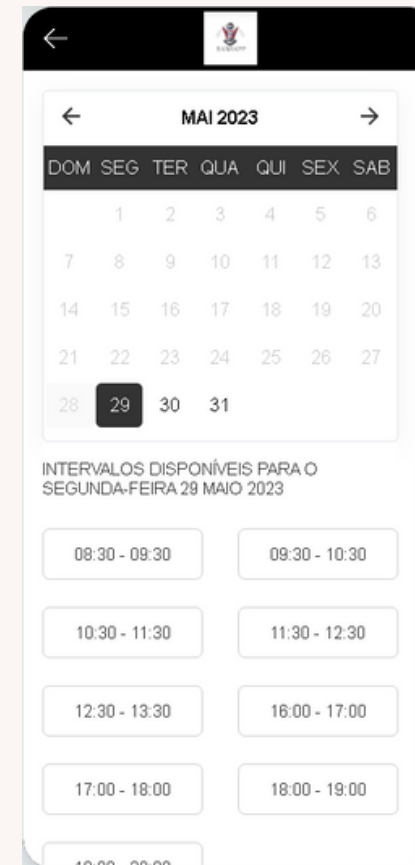 MAI 2023
DOM SEG TER QUA QUI SEX SAB
1 2 3 4 5 6
7 8 9 10 11 12 13
14 15 16 17 18 19 20
21 22 23 24 25 26 27
28 29 30 31
INTERVALOS DISPONÍVEIS PARA O
SEGUNDA-FEIRA 29 MAIO 2023
08:30 - 09:30 09:30 - 10:30
10:30 - 11:30 11:30 - 12:30
12:30 - 13:30 16:00 - 17:00
17:00 - 18:00 18:00 - 19:00